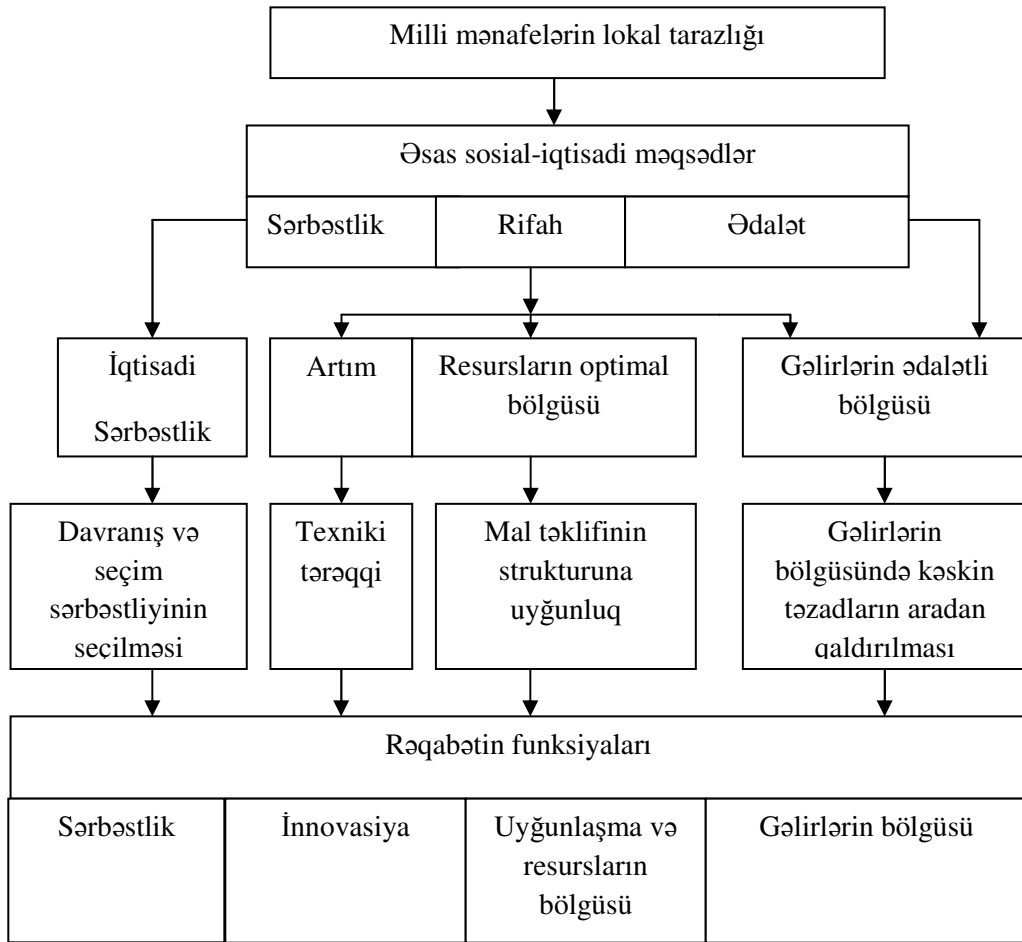 Milli mənafelərin lokal tarazlığı
Əsas sosial-iqtisadi məqsədlər
Sərbəstlik
Rifah
Ədalət
İqtisadi
Sərbəstlik
Artım
Resursların optimal
bölgüsü
Gəlirlərin ədalətli
bölgüsü
Davranış və
seçim
sərbəstliyinin
seçilməsi
Texniki
tərəqqi
Mal təklifinin
strukturuna
uyğunluq
Gəlirlərin
bölgüsündə kəskin
təzadların aradan
qaldırılması
Rəqabətin funksiyaları
Sərbəstlik
İnnovasiya
Uyğunlaşma və
resursların
bölgüsü
Gəlirlərin bölgüsü